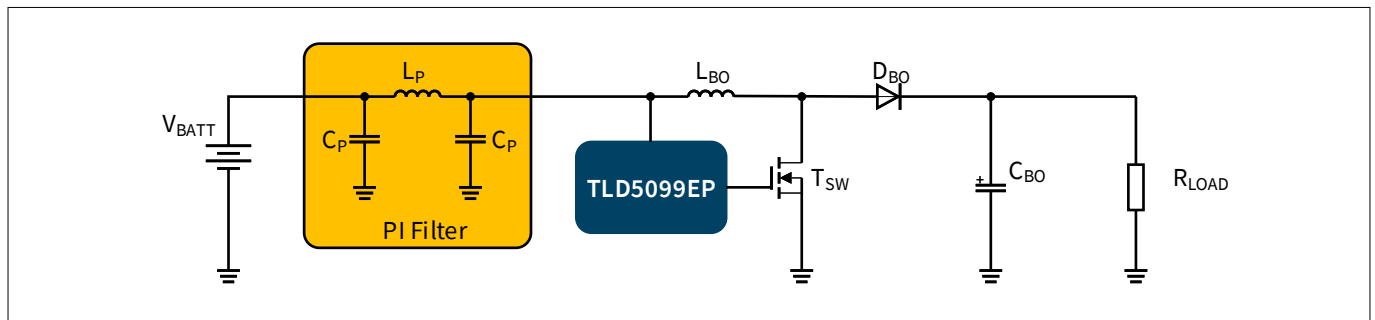 L_P
L_BO
D_BO
V_BATT
C_P
C_P
TLD5099EP
T_SW
+
C_BO
R_LOAD
PI Filter